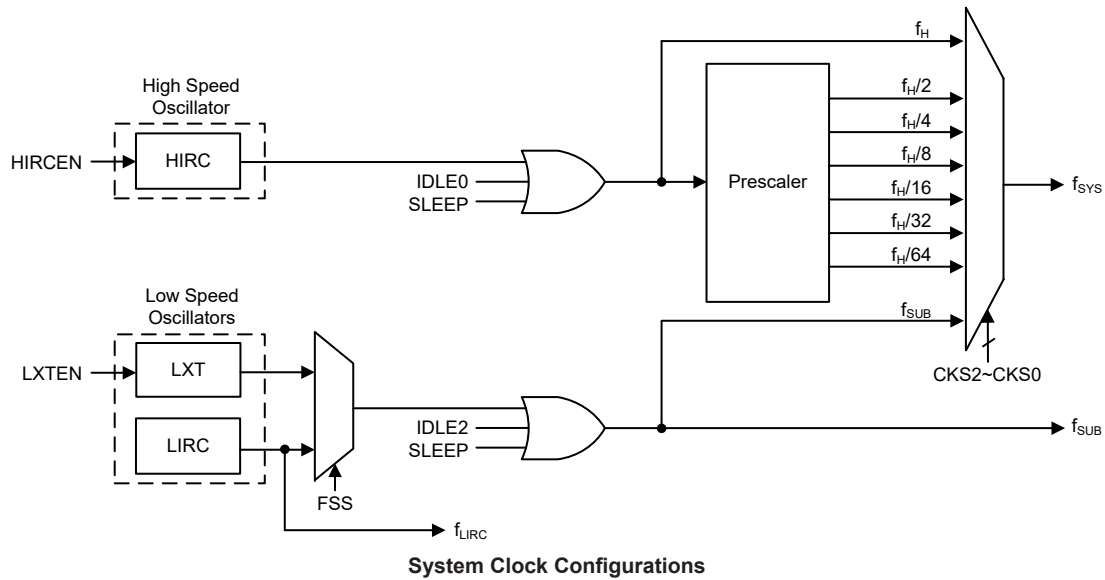 High Speed
Oscillator
HIRCEN
HIRC
IDLE0
SLEEP
Prescaler
fH
fH/2
fH/4
fH/8
fH/16
fH/32
fH/64
fSUB
fSYS
CKS2~CKS0
Low Speed
Oscillators
LXTEN
LXT
LIRC
FSS
IDLE2
SLEEP
fSUB
fLIRC
System Clock Configurations